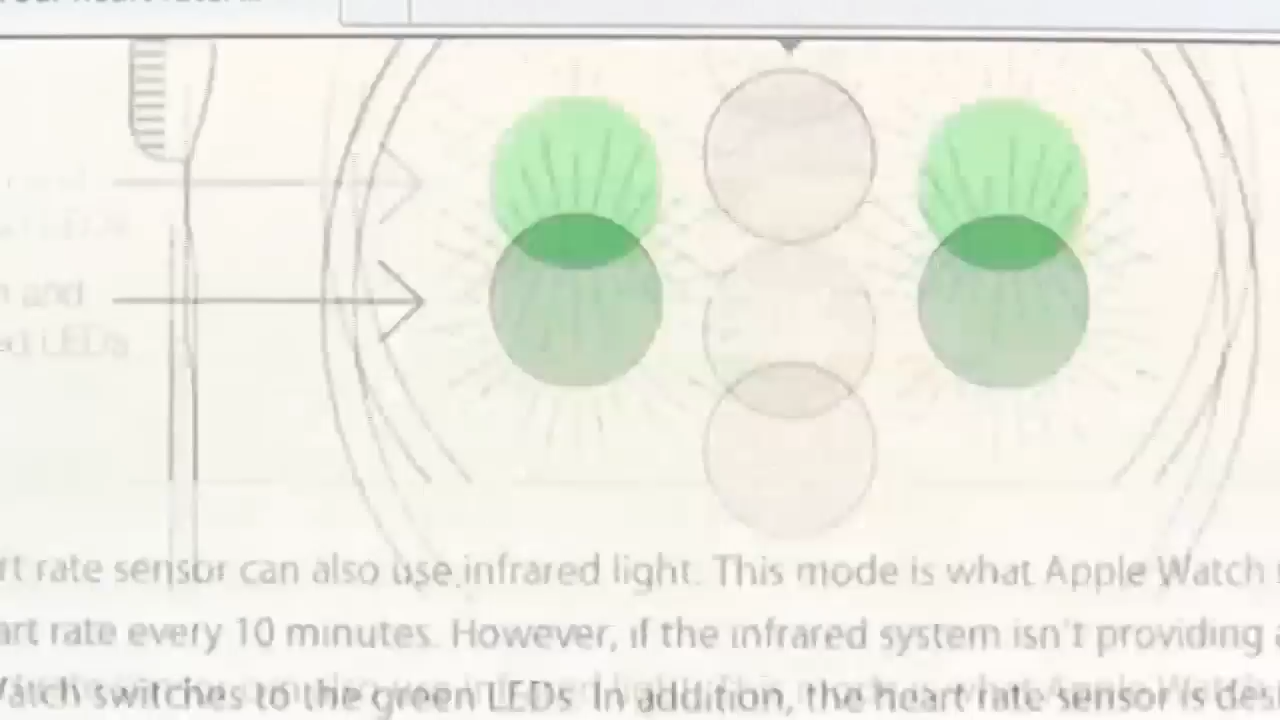 and
LEDs
rt rate sensor can also use infrared light. This mode is what Apple Watch
art rate every 10 minutes. However, if the infrared system isn't providing
Watch switches to the green LEDs. In addition, the heart rate sensor is des